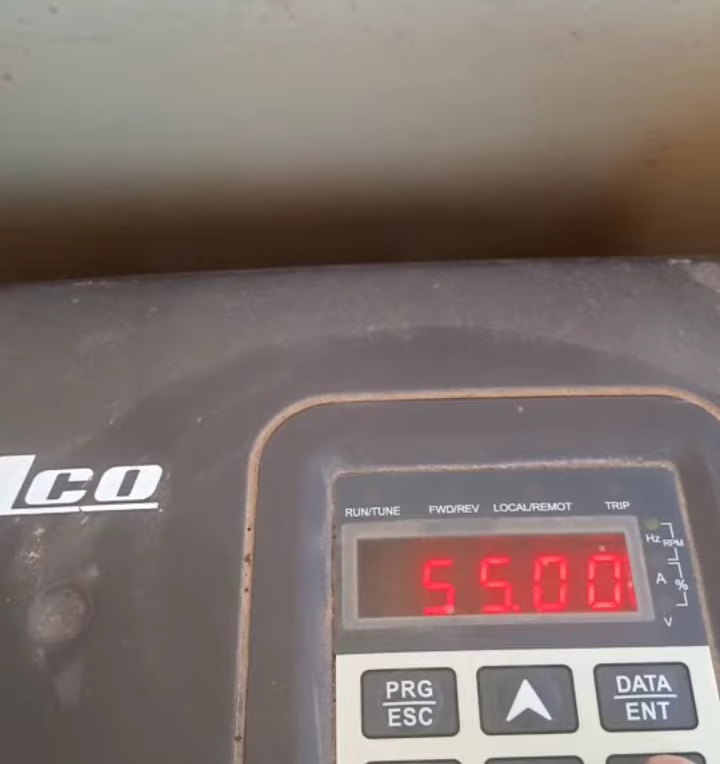 lco
RUN/TUNE FWD/REV LOCAL/REMOT TRIP
Hz RPM
55.00
A %
V
PRG DATA
ESC ENT